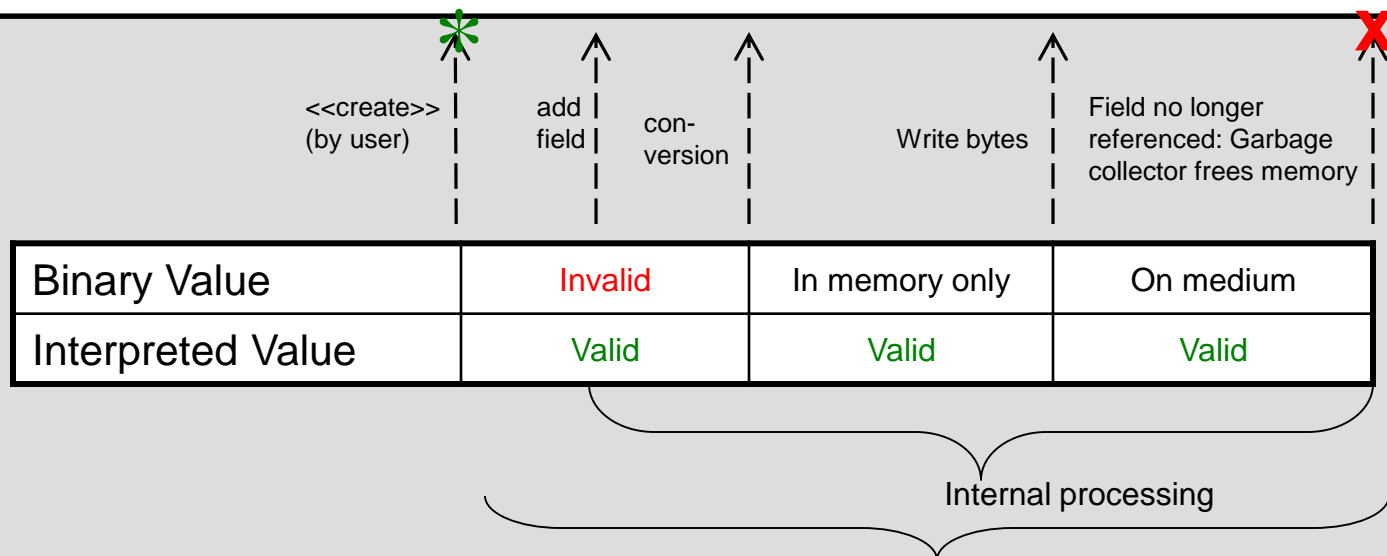 <<create>>
(by user)
add
field
con-
version
Write bytes
Field no longer
referenced: Garbage
collector frees memory
X
Binary Value Invalid In memory only On medium
Interpreted Value Valid Valid Valid
Internal processing